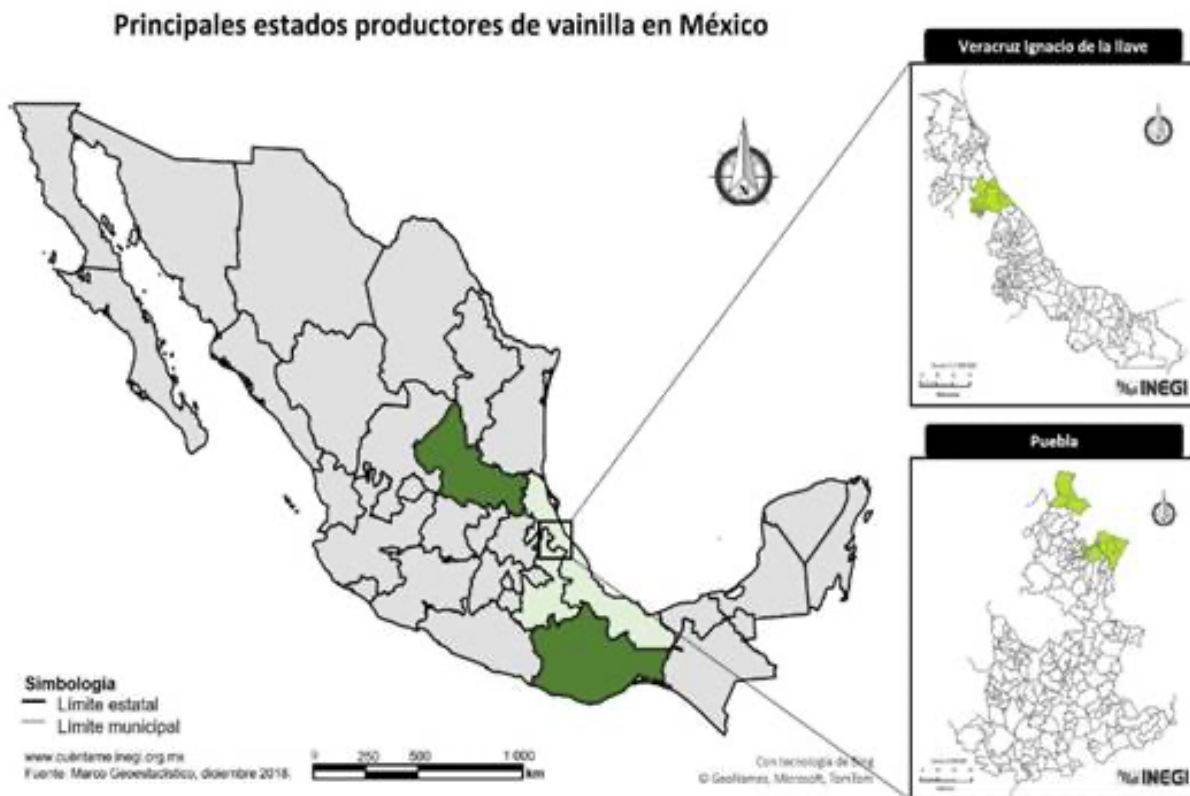 Principales estados productores de vainilla en México
Veracruz Ignacio de la llave
INEGI
Puebla
INEGI
Simbología
Límite estatal
Límite municipal
www.cuéntame.inegi.org.mx
Fuente: Marco Geoestadístico, diciembre 2018.
0 250 500 1 000
km
Con tecnología de Bing
© GeoNames, Microsoft, TomTom